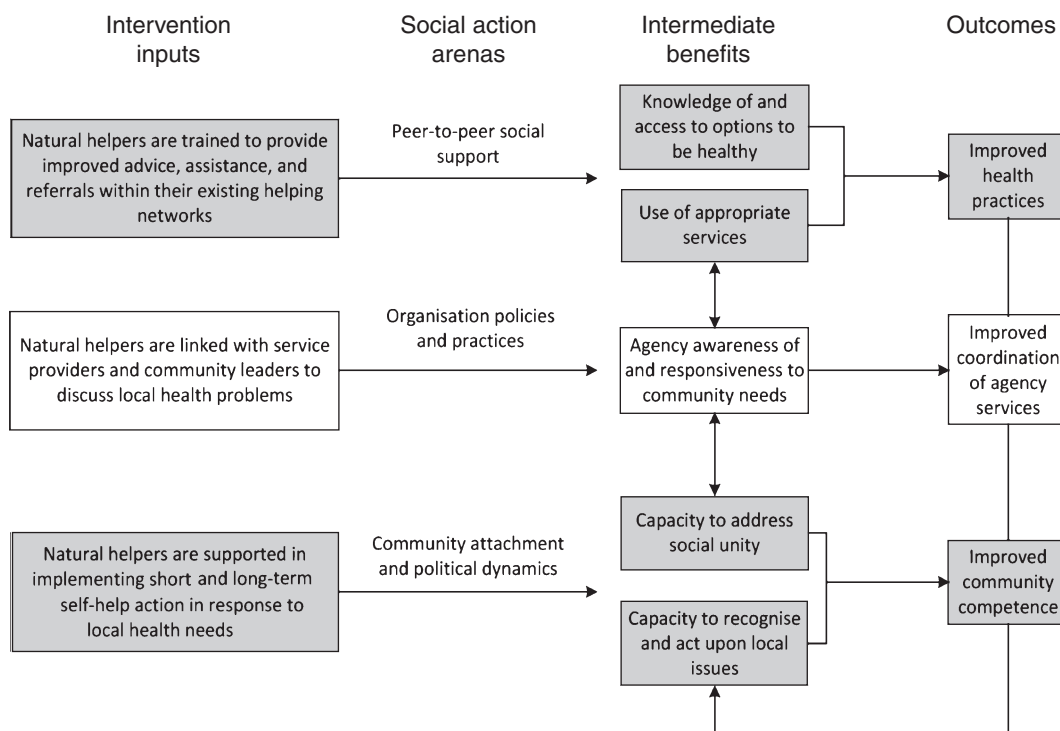 Intervention
inputs
Social action
arenas
Intermediate
benefits
Outcomes
Natural helpers are trained to provide
improved advice, assistance, and
referrals within their existing helping
networks
Peer-to-peer social
support
Knowledge of and
access to options to
be healthy
Use of appropriate
services
Improved
health
practices
Natural helpers are linked with service
providers and community leaders to
discuss local health problems
Organisation policies
and practices
Agency awareness of
and responsiveness to
community needs
Improved
coordination
of agency
services
Natural helpers are supported in
implementing short and long-term
self-help action in response to
local health needs
Community attachment
and political dynamics
Capacity to address
social unity
Capacity to recognise
and act upon local
issues
Improved
community
competence